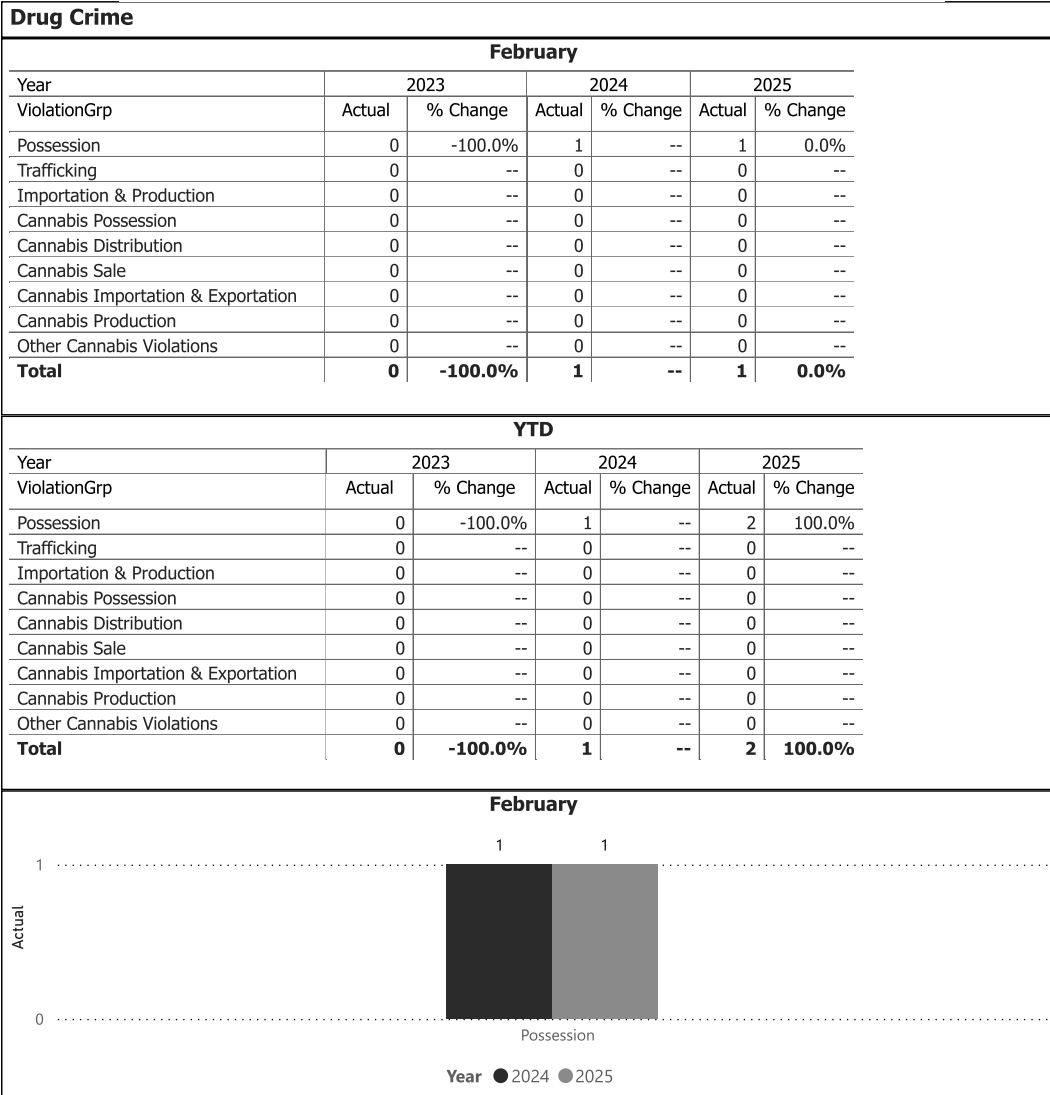 Drug Crime
February
Year 2023 2024 2025
ViolationGrp Actual % Change Actual % Change Actual % Change
Possession 0 -100.0% 1 -- 1 0.0%
Trafficking 0 -- 0 -- 0 --
Importation & Production 0 -- 0 -- 0 --
Cannabis Possession 0 -- 0 -- 0 --
Cannabis Distribution 0 -- 0 -- 0 --
Cannabis Sale 0 -- 0 -- 0 --
Cannabis Importation & Exportation 0 -- 0 -- 0 --
Cannabis Production 0 -- 0 -- 0 --
Other Cannabis Violations 0 -- 0 -- 0 --
Total 0 -100.0% 1 -- 1 0.0%
YTD
Year 2023 2024 2025
ViolationGrp Actual % Change Actual % Change Actual % Change
Possession 0 -100.0% 1 -- 2 100.0%
Trafficking 0 -- 0 -- 0 --
Importation & Production 0 -- 0 -- 0 --
Cannabis Possession 0 -- 0 -- 0 --
Cannabis Distribution 0 -- 0 -- 0 --
Cannabis Sale 0 -- 0 -- 0 --
Cannabis Importation & Exportation 0 -- 0 -- 0 --
Cannabis Production 0 -- 0 -- 0 --
Other Cannabis Violations 0 -- 0 -- 0 --
Total 0 -100.0% 1 -- 2 100.0%
February
1 1
1
Actual
0
Possession
Year 2024 2025